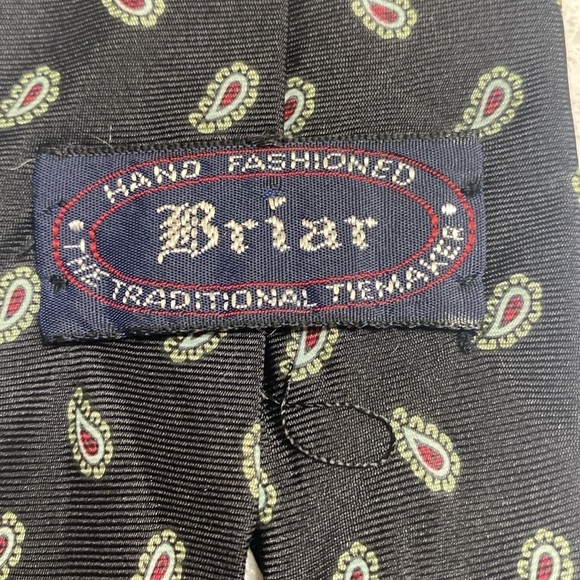 HAND FASHIONED
Briar
• THE TRADITIONAL TIEMAKER •